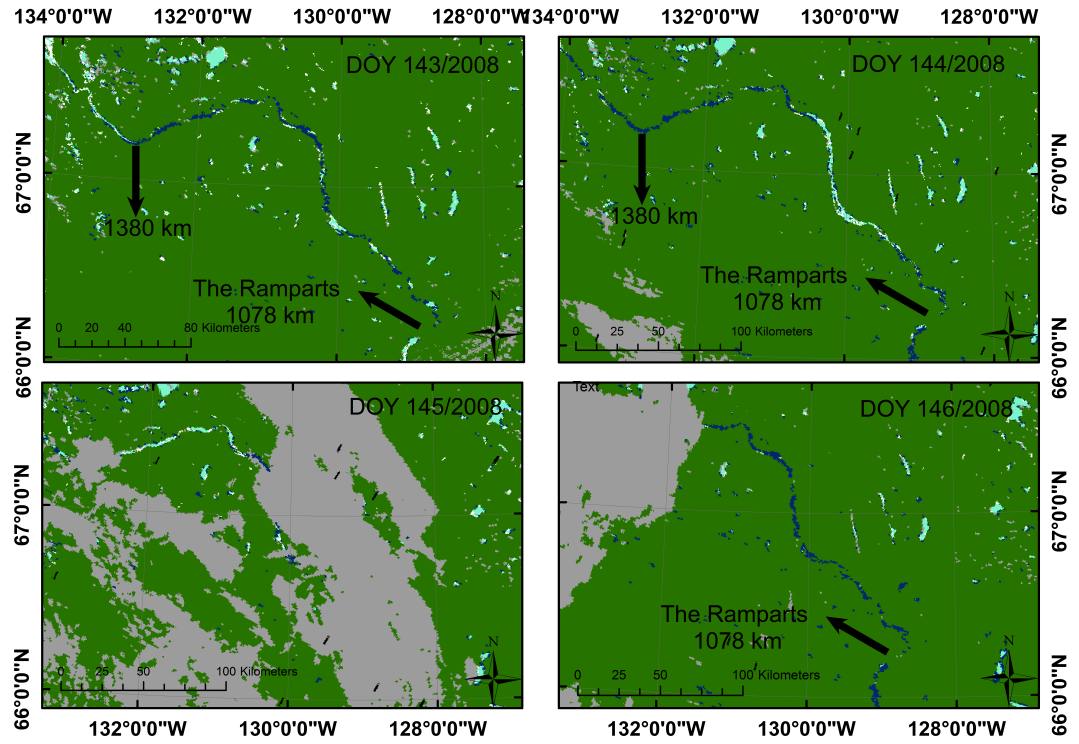 134°0'0"W 132°0'0"W 130°0'0"W 128°0'0"W
134°0'0"W 132°0'0"W 130°0'0"W 128°0'0"W
DOY 143/2008
67°0'0"N
66°0'0"N
1380 km
The Ramparts
1078 km
0 20 40 80 Kilometers
N
DOY 144/2008
1380 km
The Ramparts
1078 km
0 25 50 100 Kilometers
N
67°0'0"N
66°0'0"N
DOY 145/2008
67°0'0"N
66°0'0"N
0 25 50 100 Kilometers
N
132°0'0"W 130°0'0"W 128°0'0"W
Text
DOY 146/2008
The Ramparts
1078 km
0 25 50 100 Kilometers
N
67°0'0"N
66°0'0"N
132°0'0"W 130°0'0"W 128°0'0"W